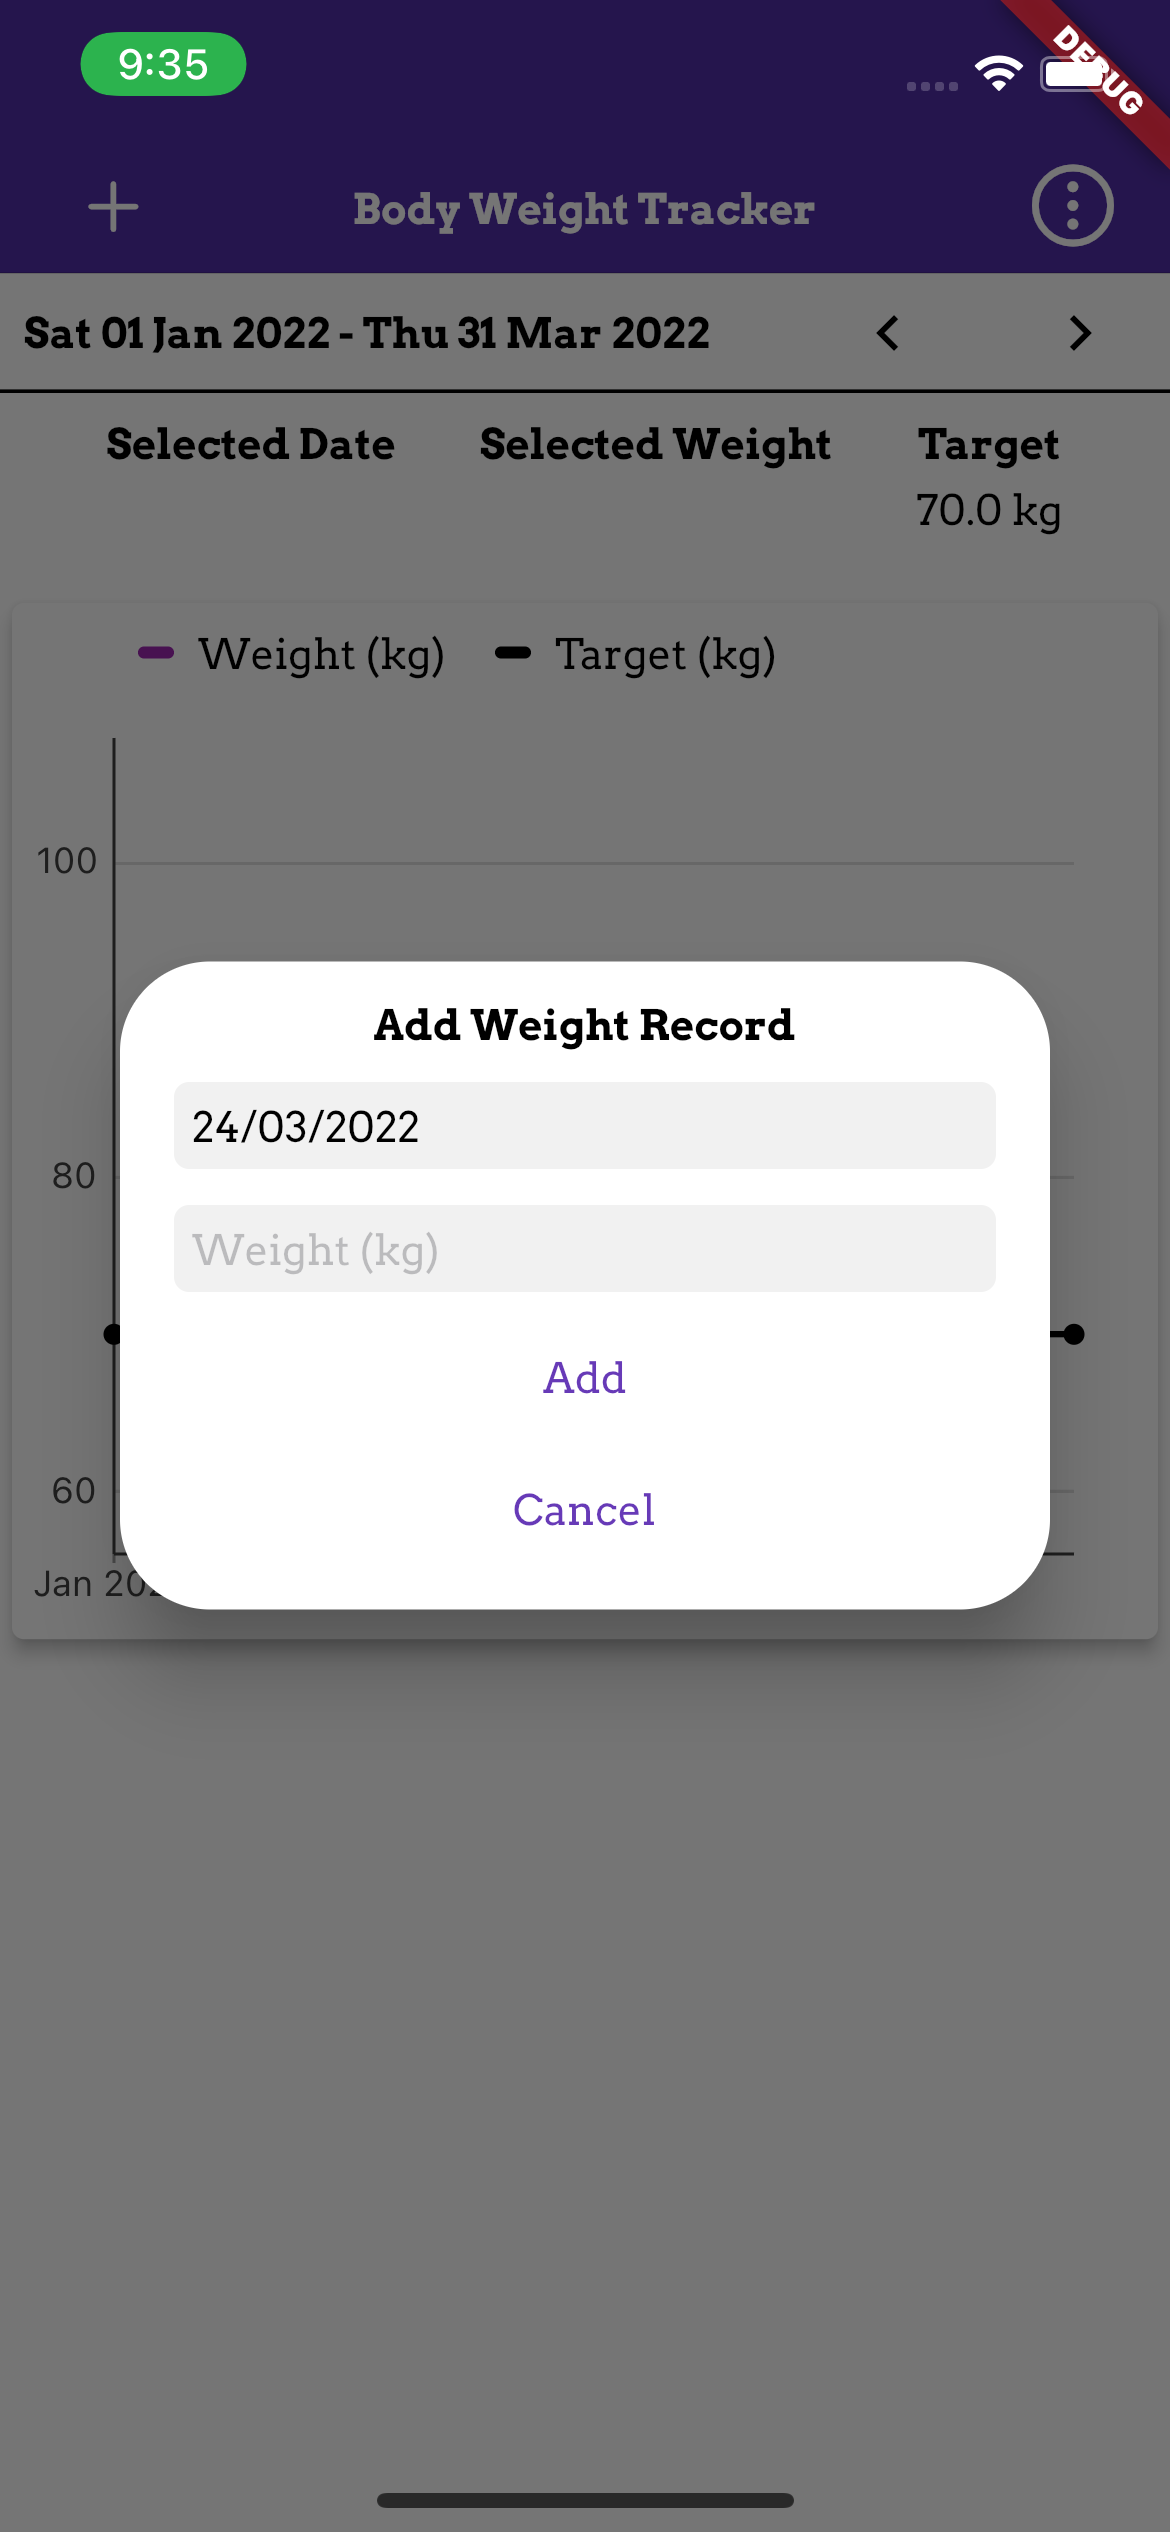 9:35
DEBUG
Body Weight Tracker
Sat 01 Jan 2022 - Thu 31 Mar 2022
Selected Date Selected Weight Target
70.0 kg
Weight (kg) Target (kg)
100
Add Weight Record
24/03/2022
80
Weight (kg)
Add
60
Cancel
Jan